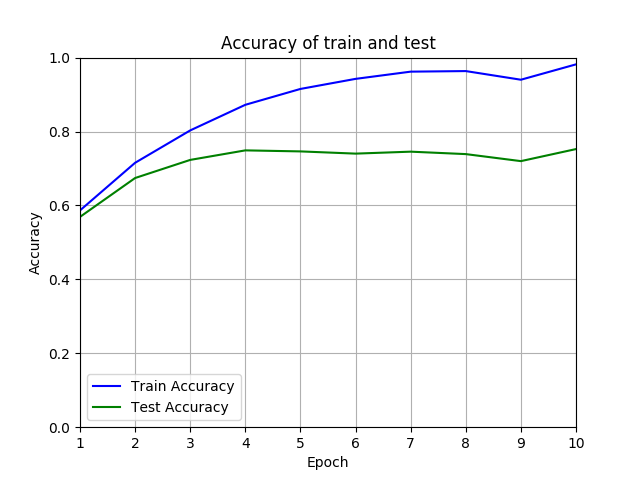 Accuracy of train and test
1.0
0.8
0.6
0.4
0.2
0.0
Accuracy
Train Accuracy
Test Accuracy
1 2 3 4 5 6 7 8 9 10
Epoch